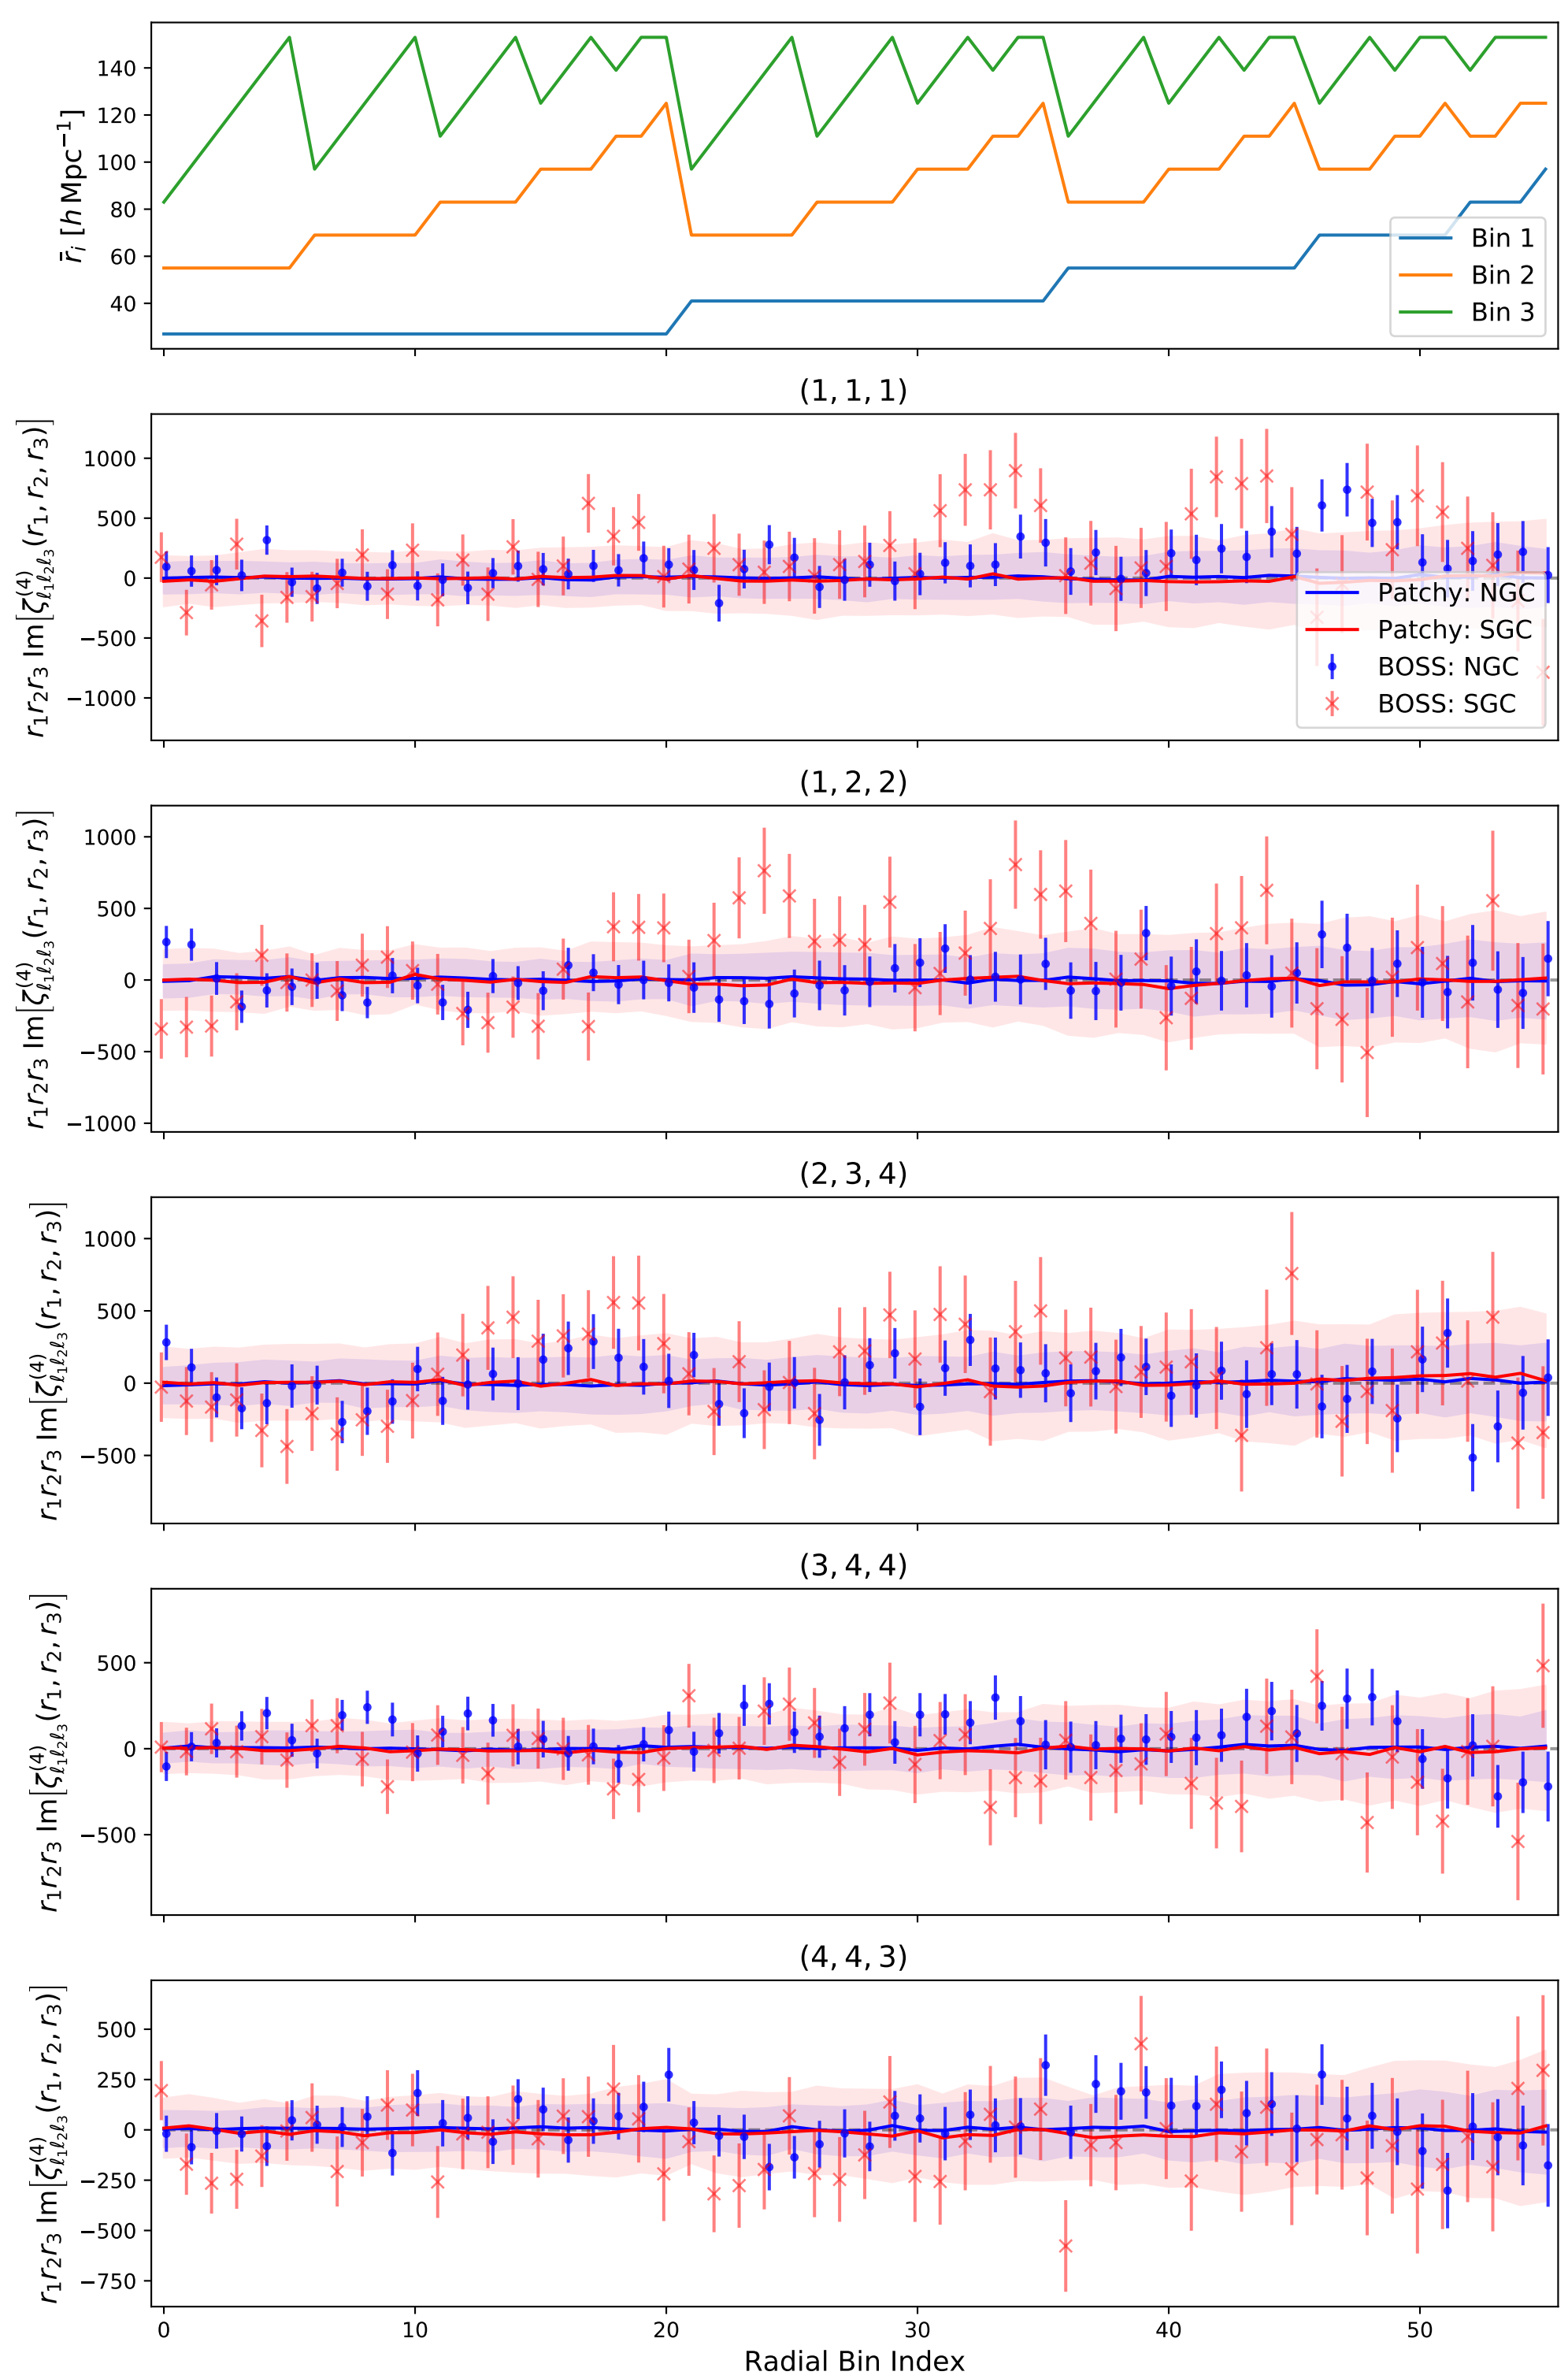 140
120
100
80
60
40
r̄_i [h Mpc⁻¹]
Bin 1
Bin 2
Bin 3
(1, 1, 1)
1000
500
0
−500
−1000
r₁r₂r₃ Im[ζ^{(4)}_{ℓ₁ℓ₂ℓ₃}(r₁, r₂, r₃)]
Patchy: NGC
Patchy: SGC
BOSS: NGC
BOSS: SGC
(1, 2, 2)
1000
500
0
−500
−1000
r₁r₂r₃ Im[ζ^{(4)}_{ℓ₁ℓ₂ℓ₃}(r₁, r₂, r₃)]
(2, 3, 4)
1000
500
0
−500
r₁r₂r₃ Im[ζ^{(4)}_{ℓ₁ℓ₂ℓ₃}(r₁, r₂, r₃)]
(3, 4, 4)
500
0
−500
r₁r₂r₃ Im[ζ^{(4)}_{ℓ₁ℓ₂ℓ₃}(r₁, r₂, r₃)]
(4, 4, 3)
500
250
0
−250
−500
−750
r₁r₂r₃ Im[ζ^{(4)}_{ℓ₁ℓ₂ℓ₃}(r₁, r₂, r₃)]
0 10 20 30 40 50
Radial Bin Index